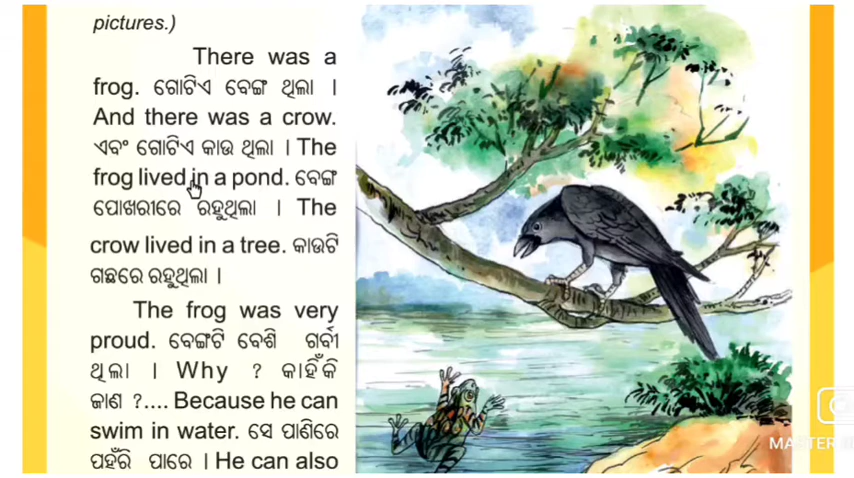 pictures.)
There was a
frog. ଗୋଟିଏ ବେଙ୍ଗ ଥିଲା ।
And there was a crow.
ଏବଂ ଗୋଟିଏ କାଉ ଥିଲା । The
frog lived in a pond. ବେଙ୍ଗ
ପୋଖରୀରେ ରହୁଥିଲା । The
crow lived in a tree. କାଉଟି
ଗଛରେ ରହୁଥିଲା ।
The frog was very
proud. ବେଙ୍ଗଟି ବେଶି ଗର୍ବୀ
ଥିଲା । Why ? କାହିଁକି
ଜାଣ ?.... Because he can
swim in water. ସେ ପାଣିରେ
ପହଁରି ପାରେ । He can also
MASTER